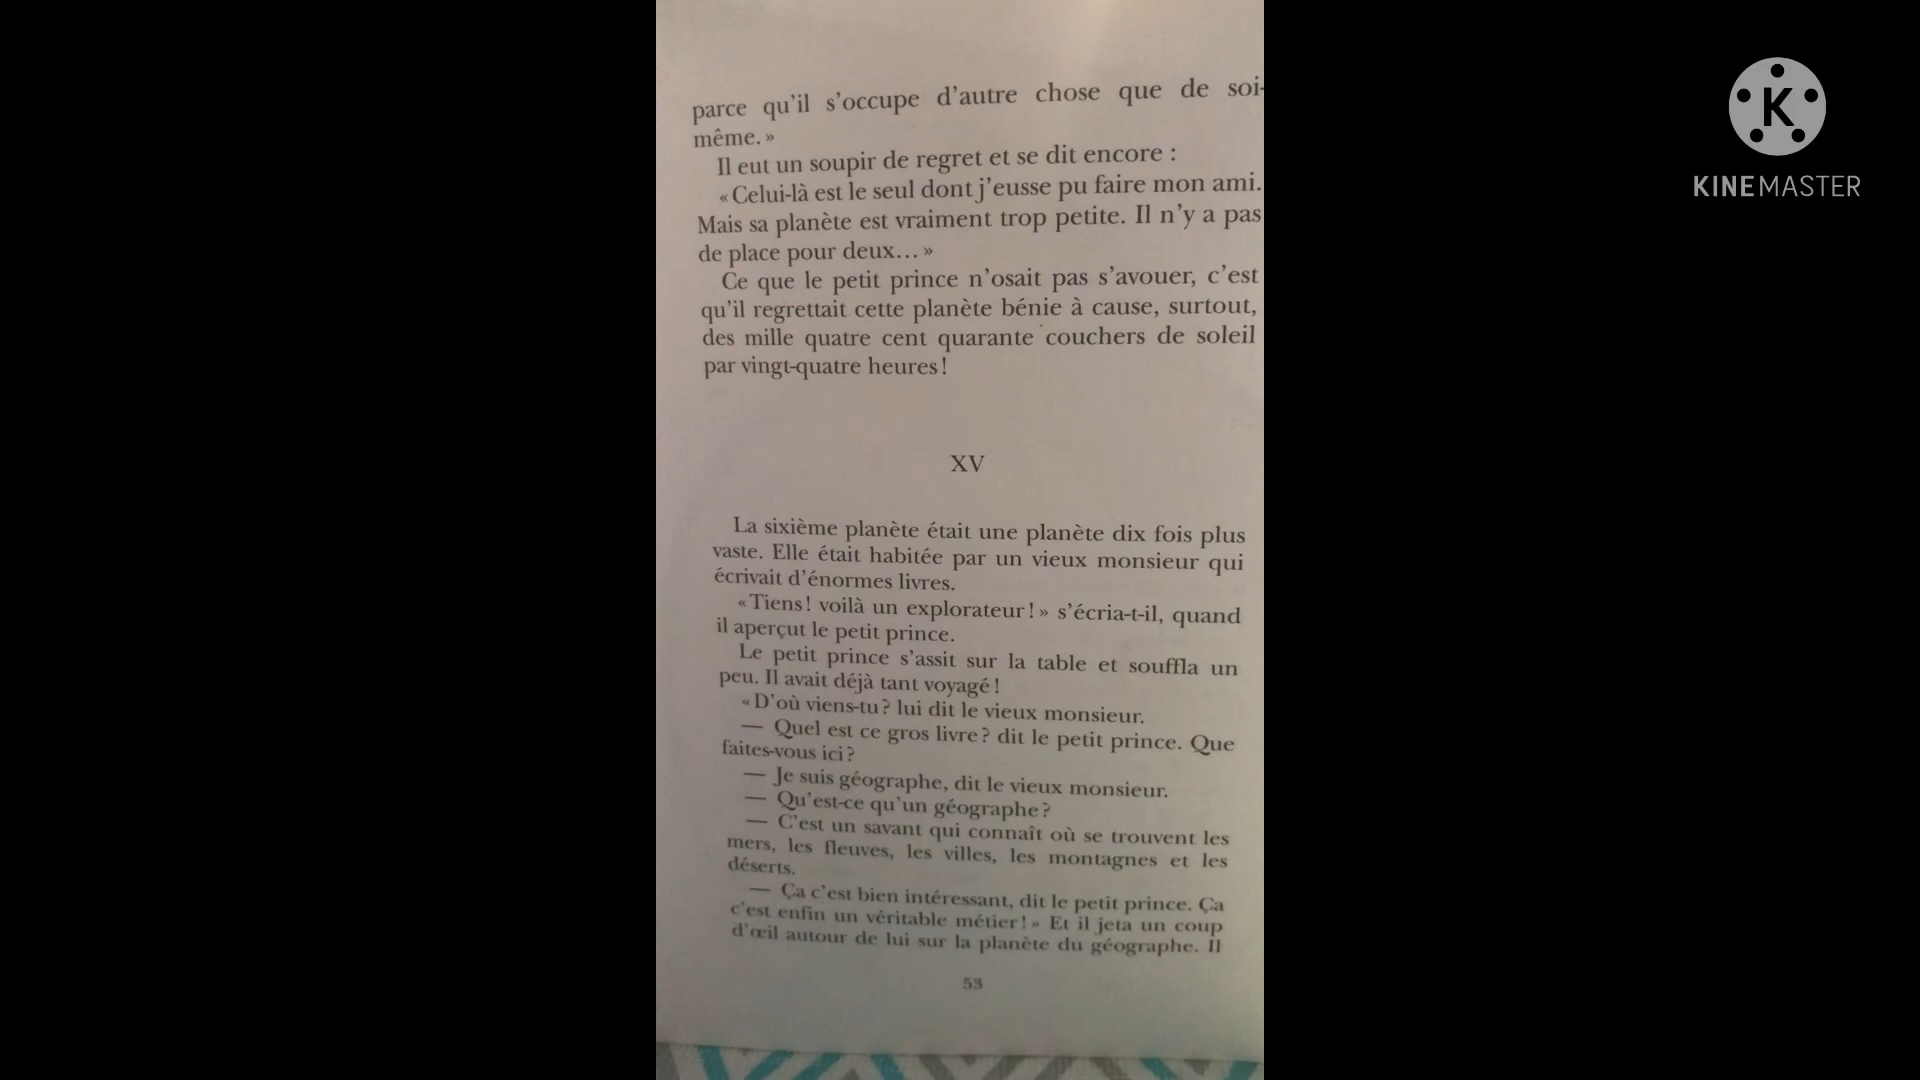 parce qu'il s'occupe d'autre chose que de soi-
même. »
Il eut un soupir de regret et se dit encore :
« Celui-là est le seul dont j'eusse pu faire mon ami.
Mais sa planète est vraiment trop petite. Il n'y a pas
de place pour deux… »
Ce que le petit prince n'osait pas s'avouer, c'est
qu'il regrettait cette planète bénie à cause, surtout,
des mille quatre cent quarante couchers de soleil
par vingt-quatre heures !
XV
La sixième planète était une planète dix fois plus
vaste. Elle était habitée par un vieux monsieur qui
écrivait d'énormes livres.
« Tiens ! voilà un explorateur ! » s'écria-t-il, quand
il aperçut le petit prince.
Le petit prince s'assit sur la table et souffla un
peu. Il avait déjà tant voyagé !
« D'où viens-tu ? lui dit le vieux monsieur.
— Quel est ce gros livre ? dit le petit prince. Que
faites-vous ici ?
— Je suis géographe, dit le vieux monsieur.
— Qu'est-ce qu'un géographe ?
— C'est un savant qui connaît où se trouvent les
mers, les fleuves, les villes, les montagnes et les
déserts.
— Ça c'est bien intéressant, dit le petit prince. Ça
c'est enfin un véritable métier ! » Et il jeta un coup
d'œil autour de lui sur la planète du géographe. Il
53
K
KINEMASTER